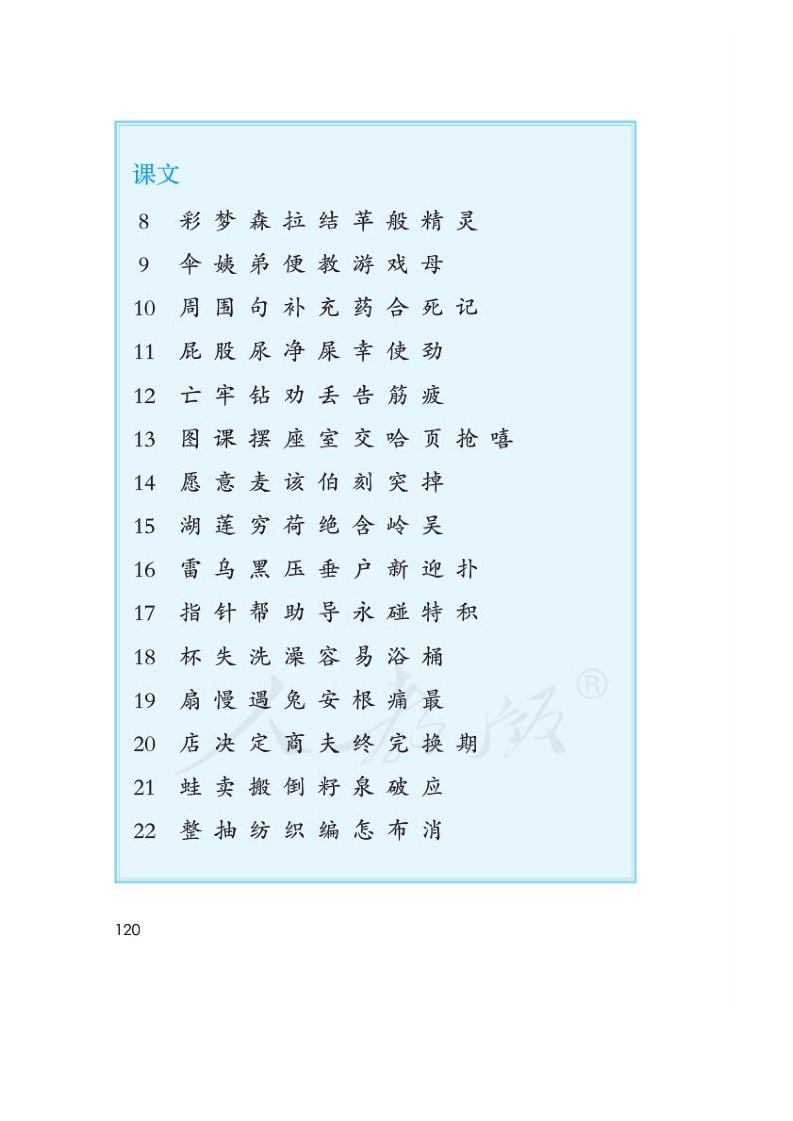 课文
8 彩 梦 森 拉 结 苹 般 精 灵
9 伞 姨 弟 便 教 游 戏 母
10 周 围 句 补 充 药 合 死 记
11 屁 股 尿 净 屎 幸 使 劲
12 亡 牢 钻 劝 丢 告 筋 疲
13 图 课 摆 座 室 交 哈 页 抢 嘻
14 愿 意 麦 该 伯 刻 突 掉
15 湖 莲 穷 荷 绝 含 岭 吴
16 雷 乌 黑 压 垂 户 新 迎 扑
17 指 针 帮 助 导 永 碰 特 积
18 杯 失 洗 澡 容 易 浴 桶
19 扇 慢 遇 兔 安 根 痛 最
20 店 决 定 商 夫 终 完 换 期
21 蛙 卖 搬 倒 籽 泉 破 应
22 整 抽 纺 织 编 怎 布 消
人教版®
120